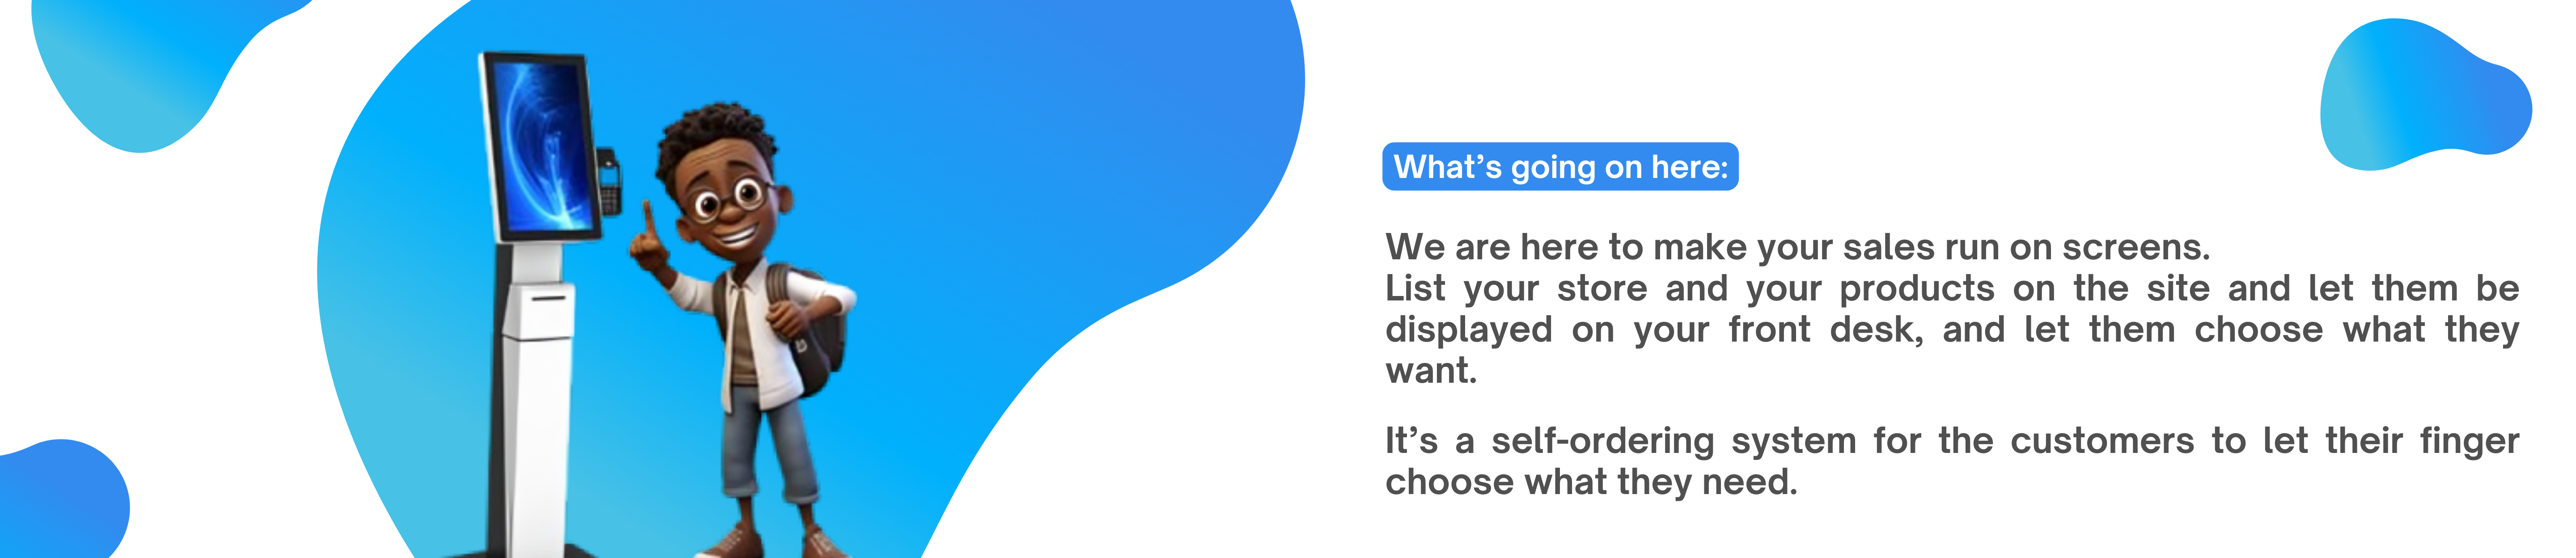 What's going on here:
We are here to make your sales run on screens.
List your store and your products on the site and let them be
displayed on your front desk, and let them choose what they
want.
It's a self-ordering system for the customers to let their finger
choose what they need.